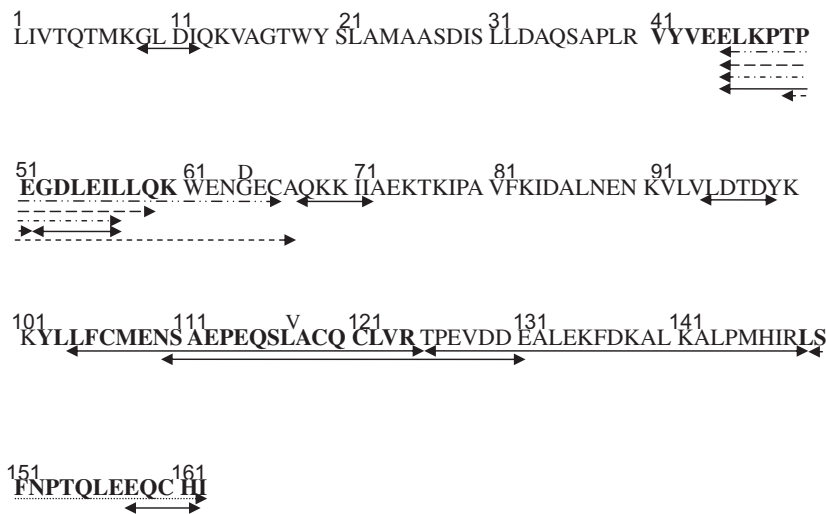 1 11 21 31 41
LIVTQTMKGL DIQKVAGTWY SLAMAASDIS LLDAQSAPLR VYVEELKPTP
51 61 D 71 81 91
EGDLEILLQK WENGECAQKK IIAEKTKIPA VFKIDALNEN KVLVLDTDYK
101 111 V 121 131 141
KYLLFCMENS AEPEQSLACQ CLVR TPEVDD EALEKFDKAL KALPMHIRLS
151 161
FNPTQLEEQC HI